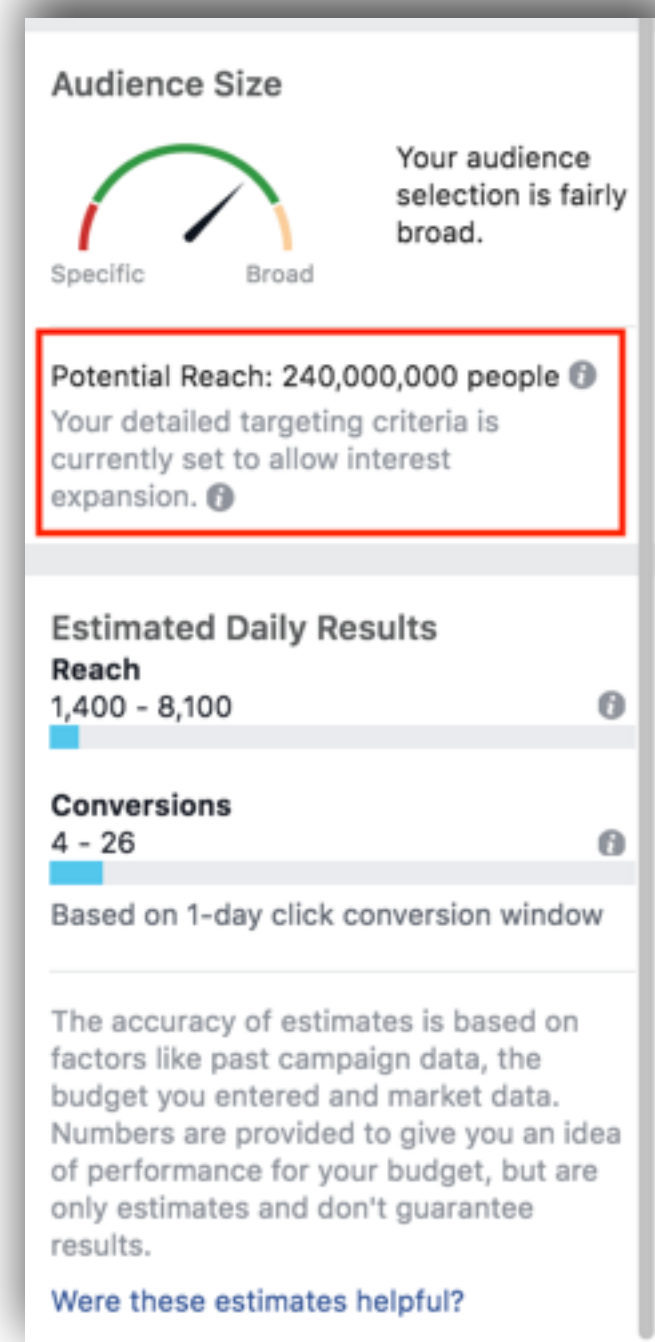 Audience Size
Your audience
selection is fairly
broad.
Specific Broad
Potential Reach: 240,000,000 people
Your detailed targeting criteria is
currently set to allow interest
expansion.
Estimated Daily Results
Reach
1,400 - 8,100
Conversions
4 - 26
Based on 1-day click conversion window
The accuracy of estimates is based on
factors like past campaign data, the
budget you entered and market data.
Numbers are provided to give you an idea
of performance for your budget, but are
only estimates and don't guarantee
results.
Were these estimates helpful?